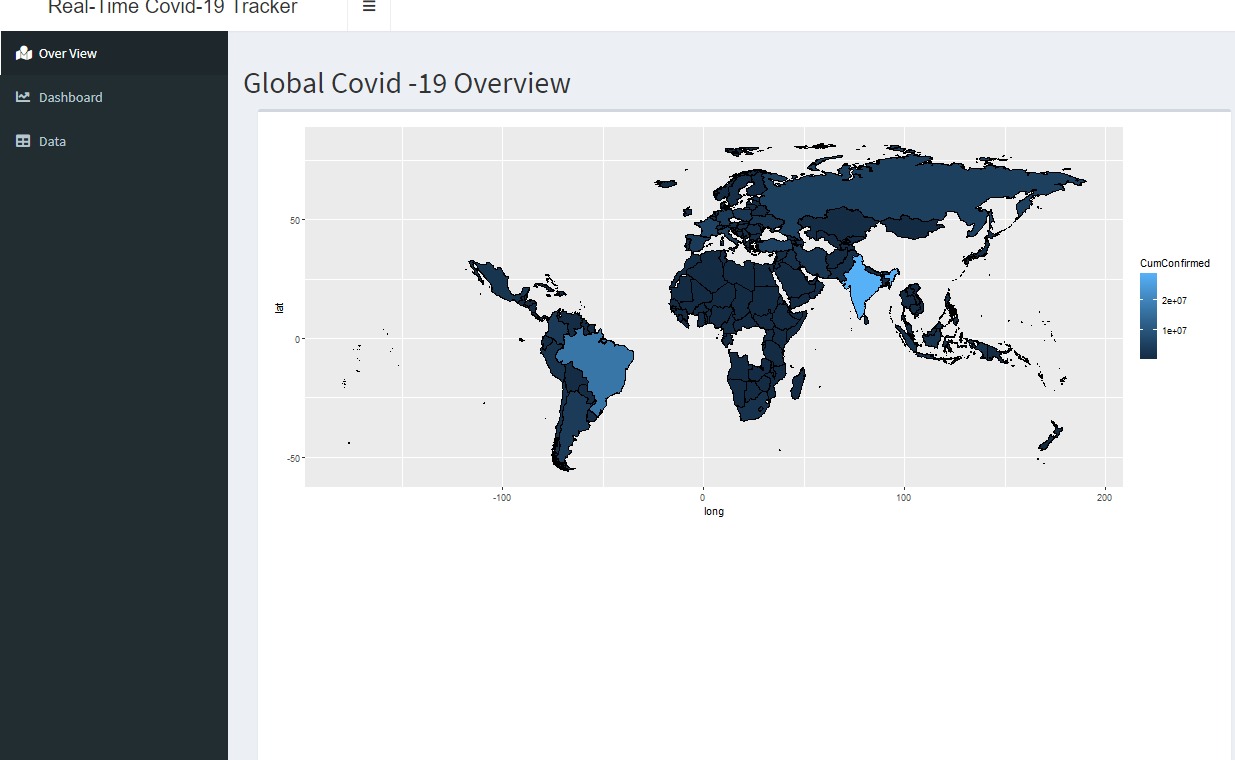 Real-Time Covid-19 Tracker
Over View
Dashboard
Data
Global Covid -19 Overview
50
0
-50
lat
-100
0
100
200
long
CumConfirmed
2e+07
1e+07